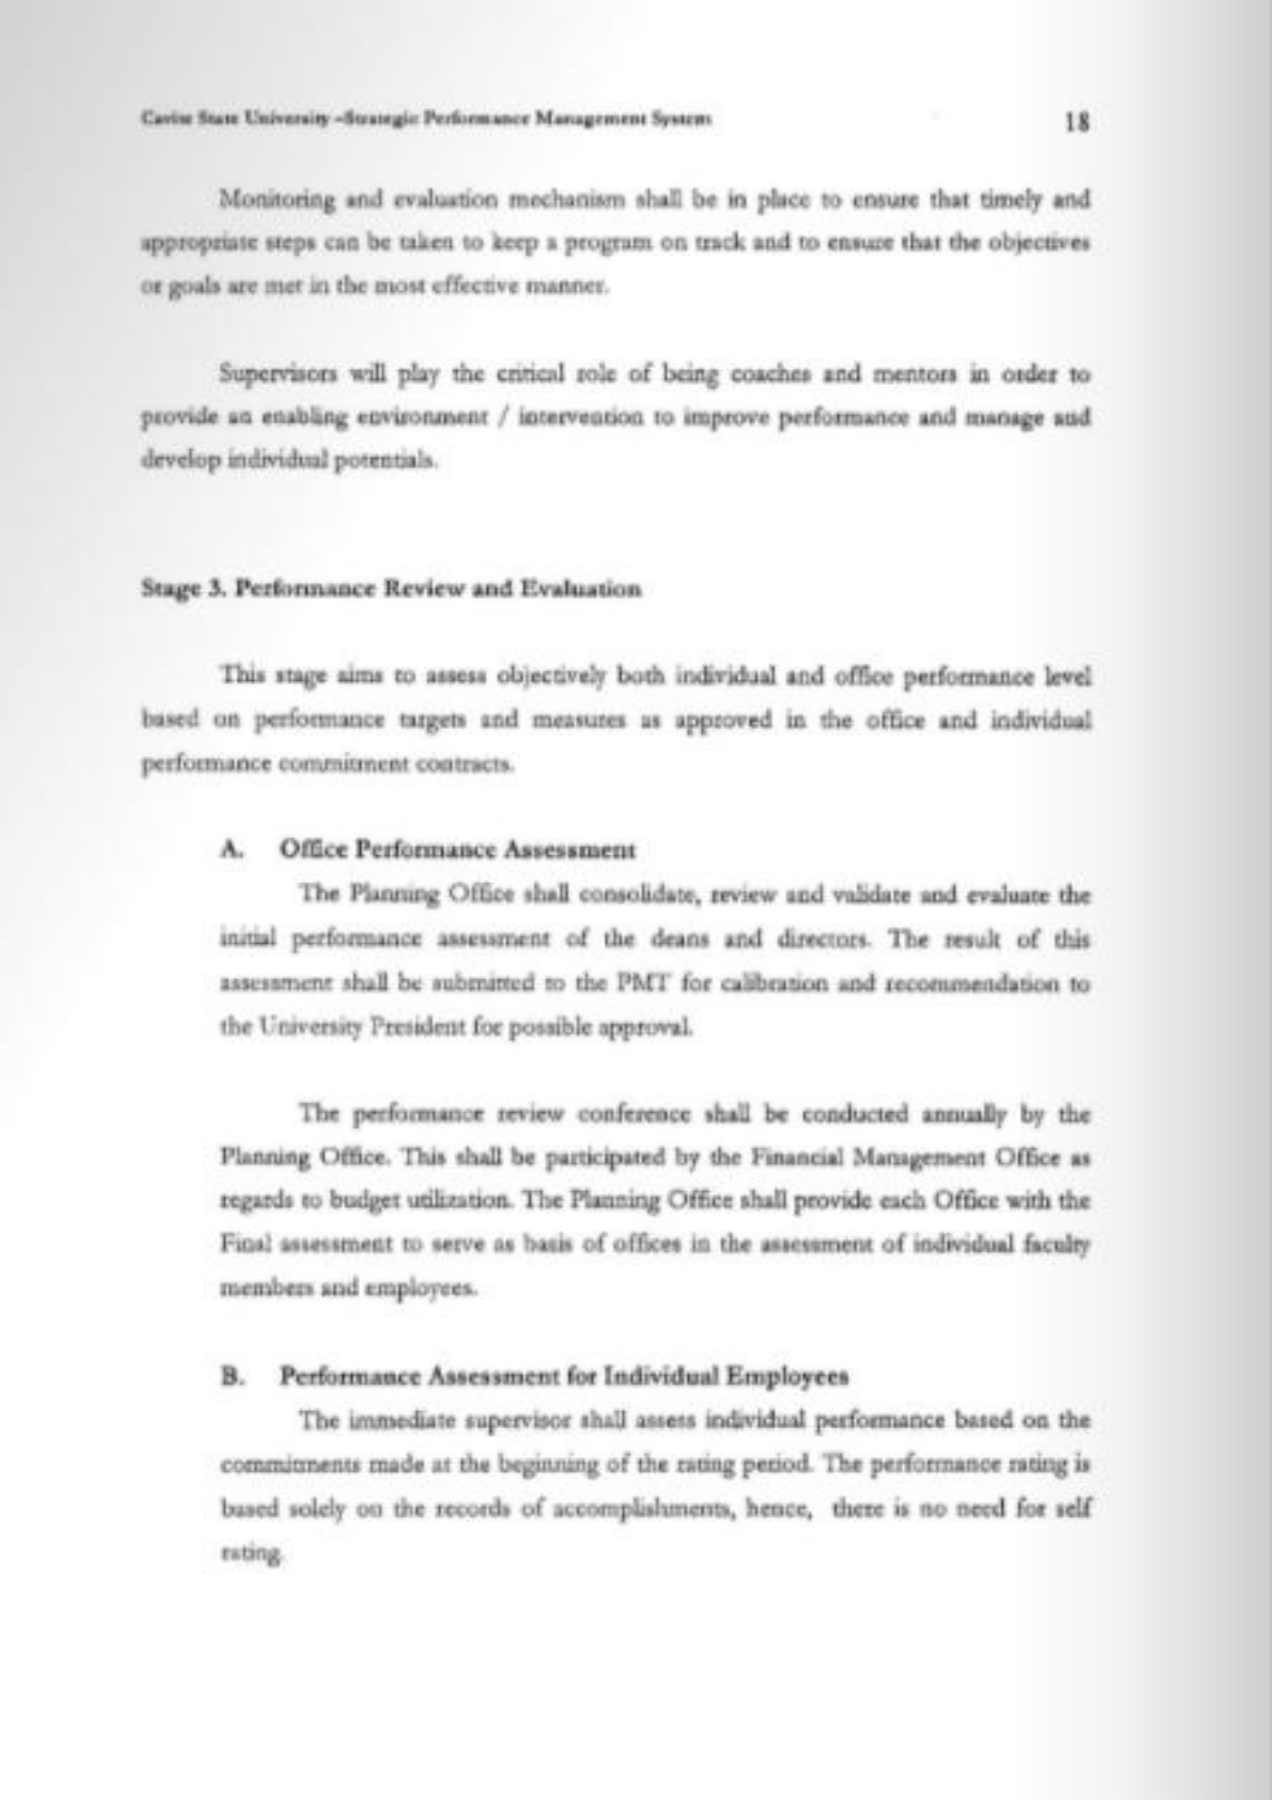 Cavite State University –Strategic Performance Management System 18
Monitoring and evaluation mechanism shall be in place to ensure that timely and
appropriate steps can be taken to keep a program on track and to ensure that the objectives
or goals are met in the most effective manner.
Supervisors will play the critical role of being coaches and mentors in order to
provide an enabling environment / intervention to improve performance and manage and
develop individual potentials.
Stage 3. Performance Review and Evaluation
This stage aims to assess objectively both individual and office performance level
based on performance targets and measures as approved in the office and individual
performance commitment contracts.
A. Office Performance Assessment
The Planning Office shall consolidate, review and validate and evaluate the
initial performance assessment of the deans and directors. The result of this
assessment shall be submitted to the PMT for calibration and recommendation to
the University President for possible approval.
The performance review conference shall be conducted annually by the
Planning Office. This shall be participated by the Financial Management Office as
regards to budget utilization. The Planning Office shall provide each Office with the
Final assessment to serve as basis of offices in the assessment of individual faculty
members and employees.
B. Performance Assessment for Individual Employees
The immediate supervisor shall assess individual performance based on the
commitments made at the beginning of the rating period. The performance rating is
based solely on the records of accomplishments, hence, there is no need for self
rating.